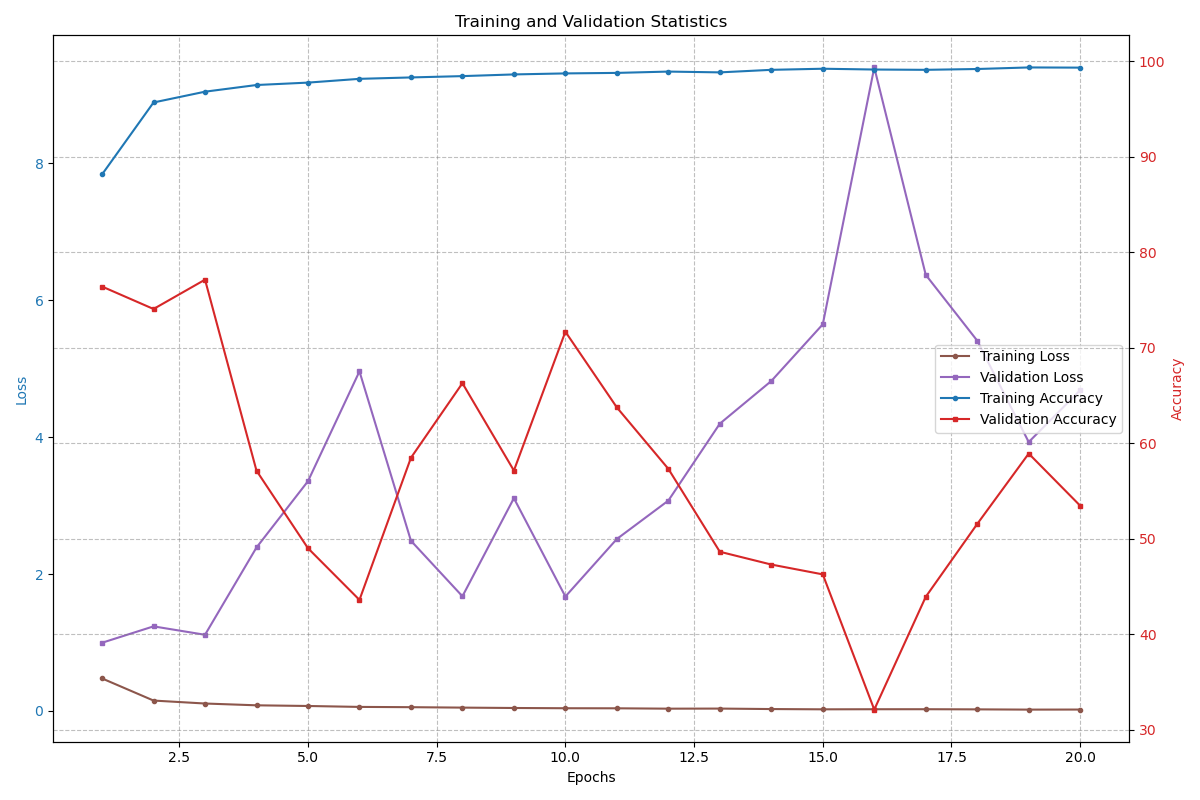 Training and Validation Statistics
Loss
8
6
4
2
0
100
90
80
70
60
50
40
30
Accuracy
Training Loss
Validation Loss
Training Accuracy
Validation Accuracy
2.5 5.0 7.5 10.0 12.5 15.0 17.5 20.0
Epochs